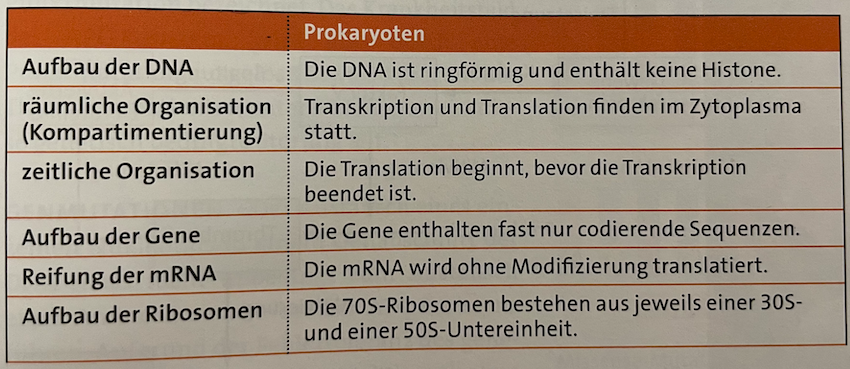 Prokaryoten
Aufbau der DNA Die DNA ist ringförmig und enthält keine Histone.
räumliche Organisation Transkription und Translation finden im Zytoplasma
(Kompartimentierung) statt.
zeitliche Organisation Die Translation beginnt, bevor die Transkription
beendet ist.
Aufbau der Gene Die Gene enthalten fast nur codierende Sequenzen.
Reifung der mRNA Die mRNA wird ohne Modifizierung translatiert.
Aufbau der Ribosomen Die 70S-Ribosomen bestehen aus jeweils einer 30S-
und einer 50S-Untereinheit.